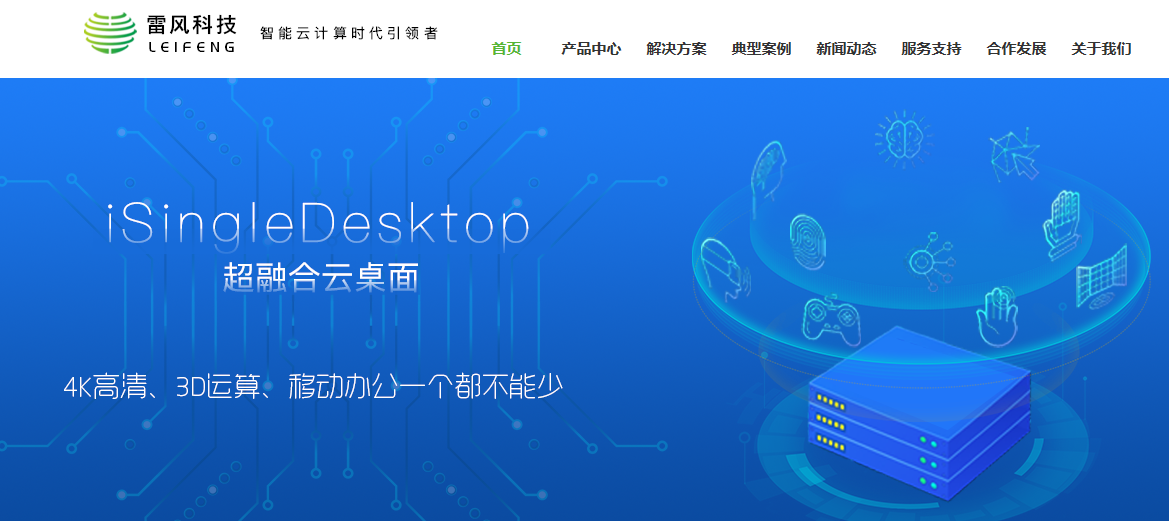 雷风科技
LEIFENG
智能云计算时代引领者
首页 产品中心 解决方案 典型案例 新闻动态 服务支持 合作发展 关于我们
iSingleDesktop
超融合云桌面
4K高清、3D运算、移动办公一个都不能少